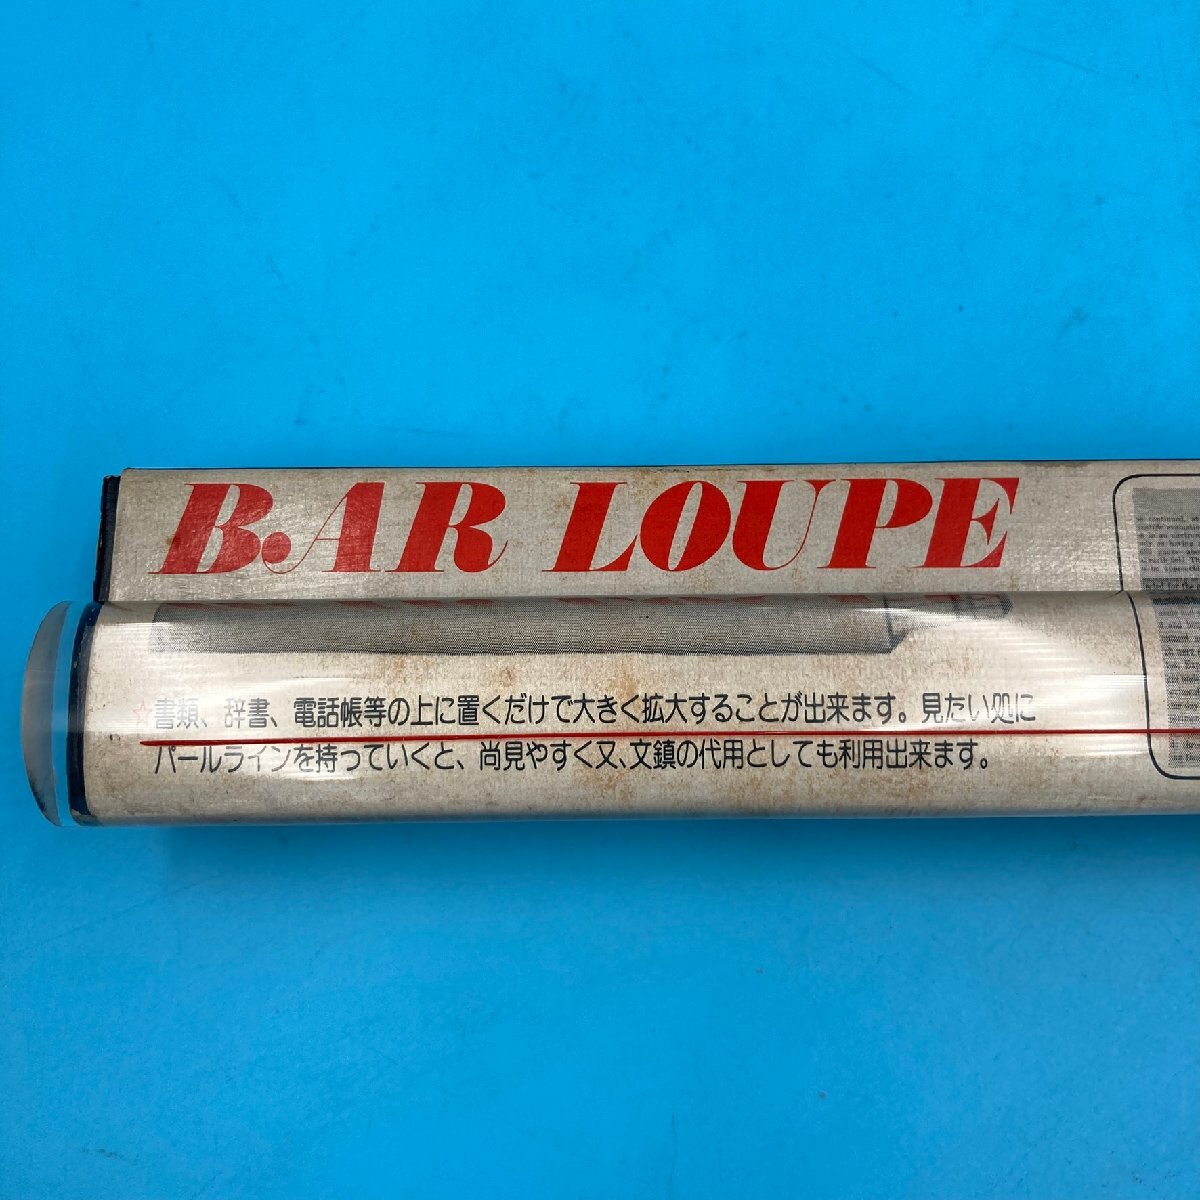 BAR LOUPE
☆書類、辞書、電話帳等の上に置くだけで大きく拡大することが出来ます。見たい処に
パールラインを持っていくと、尚見やすく又、文鎮の代用としても利用出来ます。